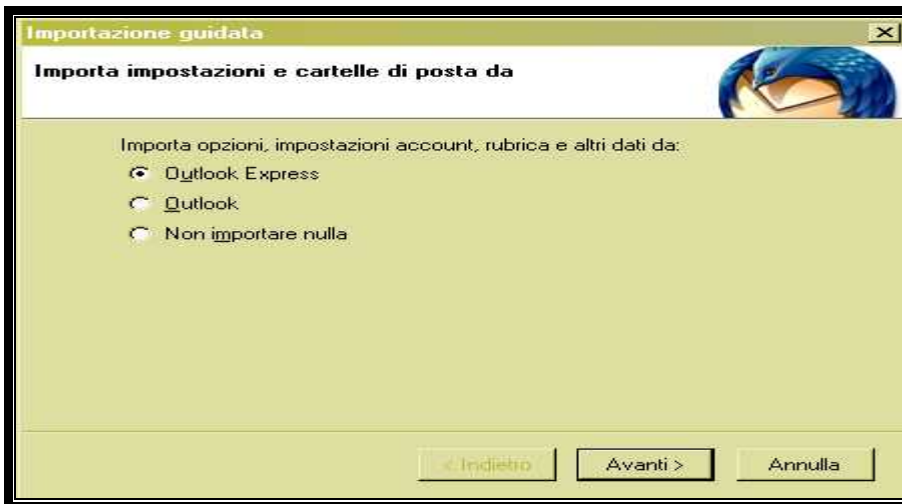 Importazione guidata
Importa impostazioni e cartelle di posta da
Importa opzioni, impostazioni account, rubrica e altri dati da:
Outlook Express
Outlook
Non importare nulla
< Indietro Avanti > Annulla